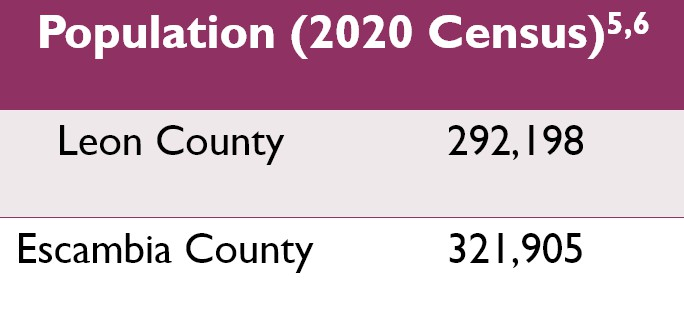 Population (2020 Census)5,6
Leon County 292,198
Escambia County 321,905